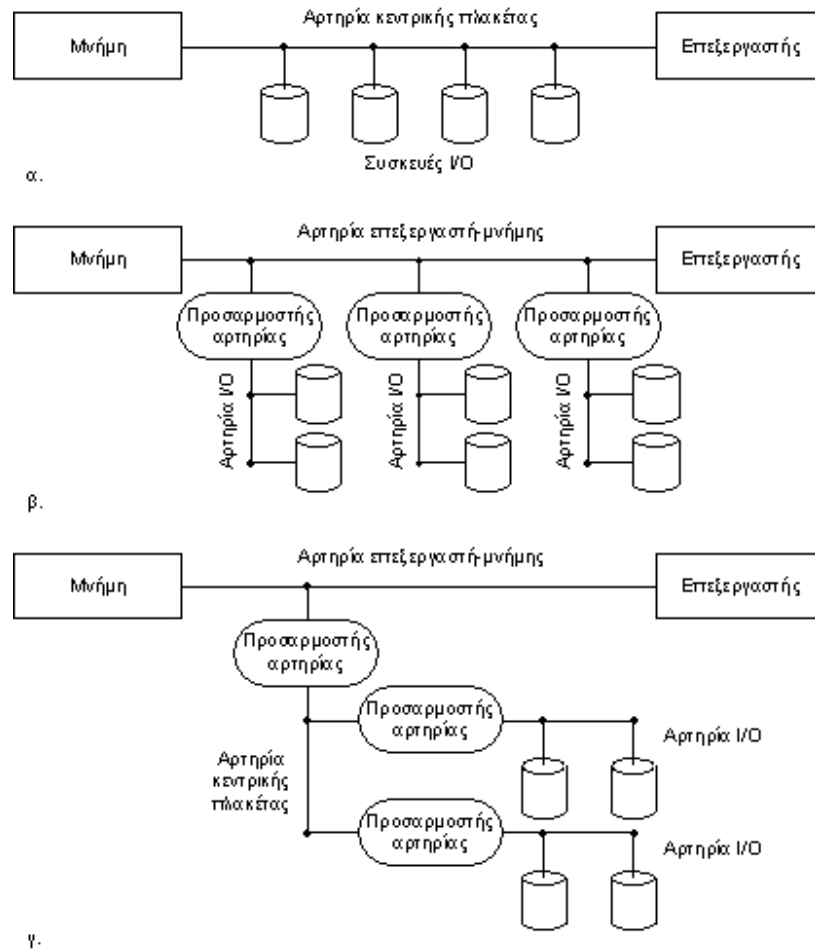 Αρτηρία κεντρικής πλακέτας
Μνήμη
Επεξεργαστής
Συσκευές I/O
α.
Αρτηρία επεξεργαστή-μνήμης
Μνήμη
Επεξεργαστής
Προσαρμοστής
αρτηρίας
Προσαρμοστής
αρτηρίας
Προσαρμοστής
αρτηρίας
Αρτηρία I/O
Αρτηρία I/O
Αρτηρία I/O
β.
Αρτηρία επεξεργαστή-μνήμης
Μνήμη
Επεξεργαστής
Προσαρμοστής
αρτηρίας
Προσαρμοστής
αρτηρίας
Αρτηρία I/O
Αρτηρία
κεντρικής
πλακέτας
Προσαρμοστής
αρτηρίας
Αρτηρία I/O
γ.